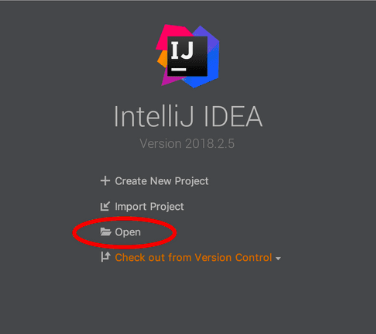 IJ
IntelliJ IDEA
Version 2018.2.5
Create New Project
Import Project
Open
Check out from Version Control